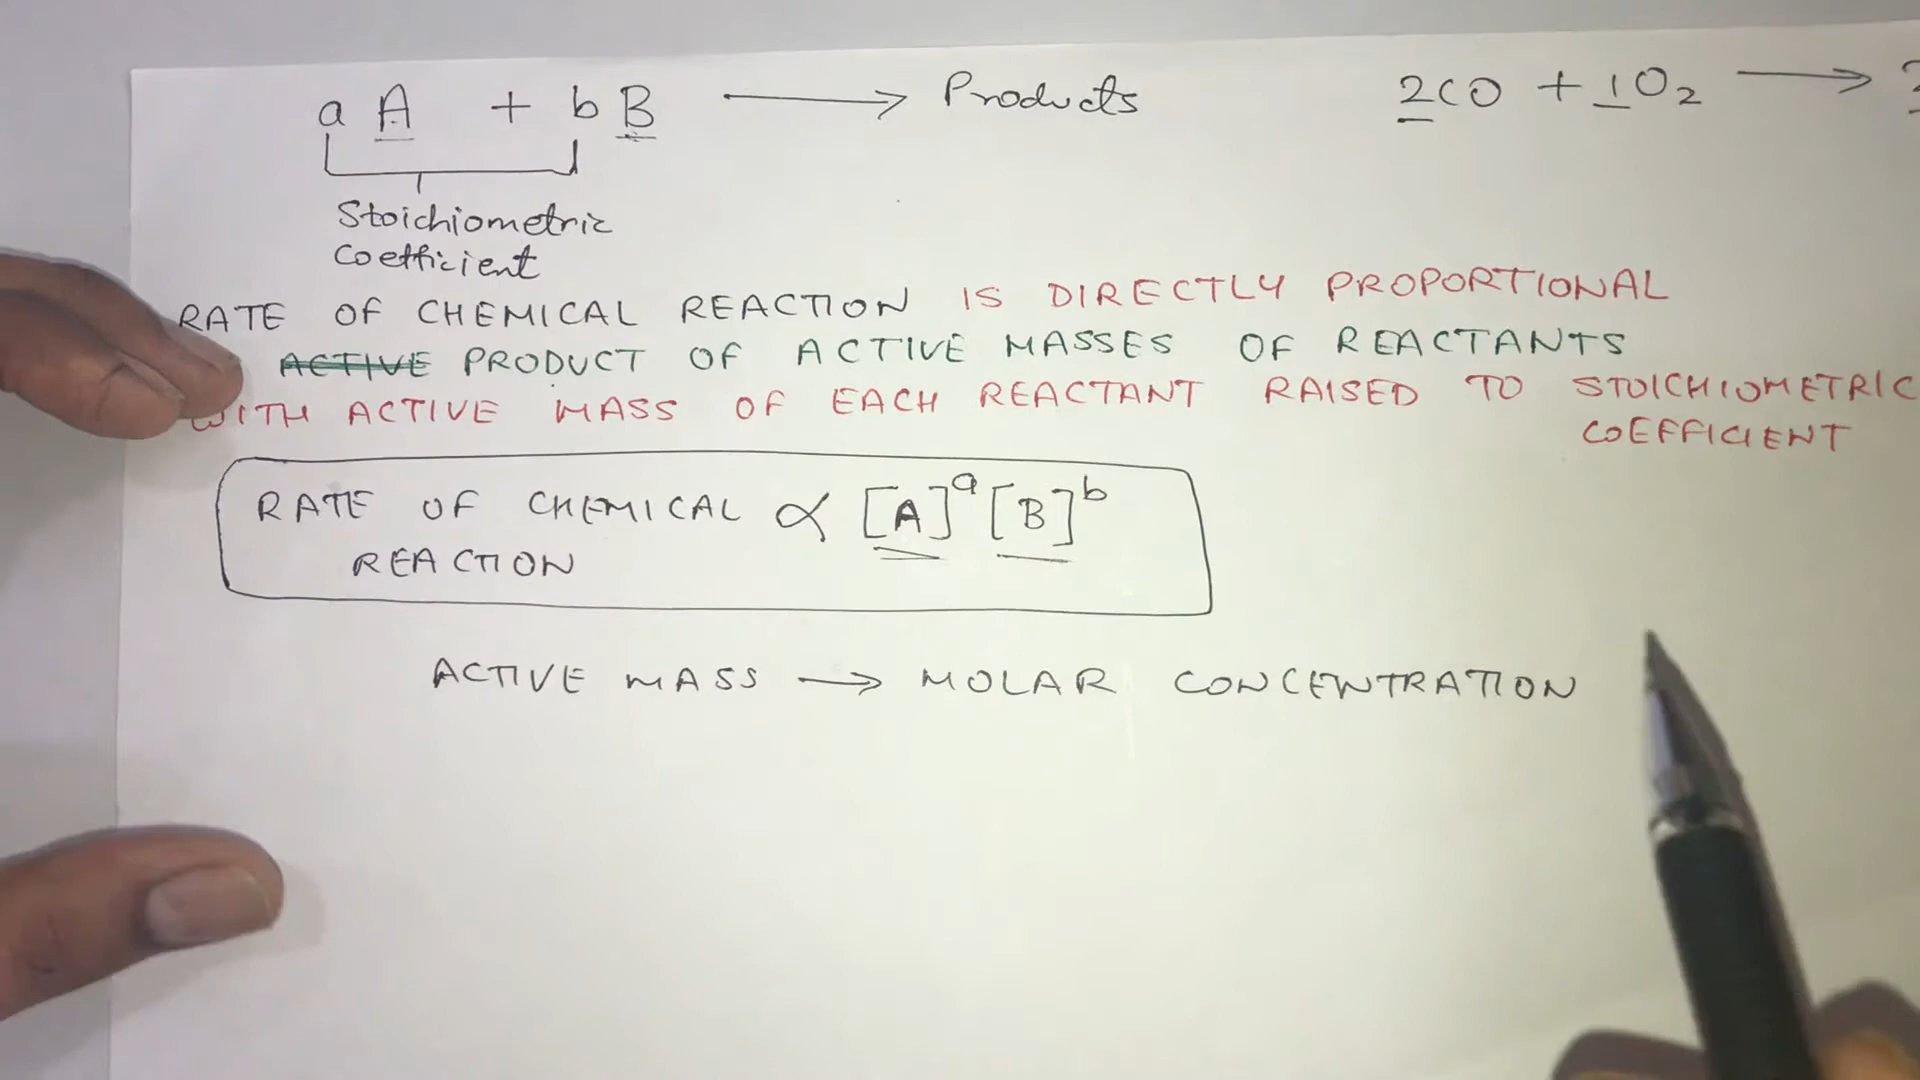 a A + b B ⟶ Products
2CO + 1O₂ ⟶
Stoichiometric
Coefficient
RATE OF CHEMICAL REACTION IS DIRECTLY PROPORTIONAL
ACTIVE PRODUCT OF ACTIVE MASSES OF REACTANTS
WITH ACTIVE MASS OF EACH REACTANT RAISED TO STOICHIOMETRIC
COEFFICIENT
RATE OF CHEMICAL ∝ [A]ᵃ [B]ᵇ
REACTION
ACTIVE MASS → MOLAR CONCENTRATION